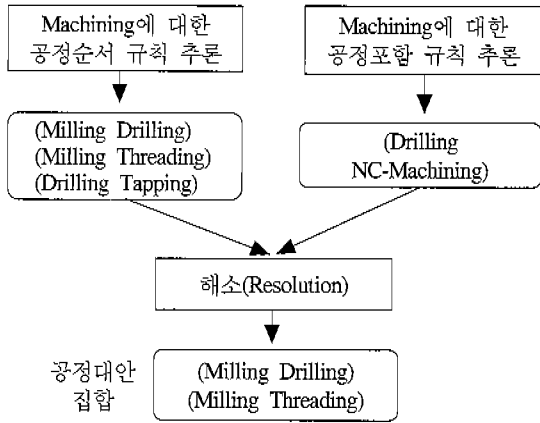 Machining에 대한
공정순서 규칙 추론
Machining에 대한
공정포함 규칙 추론
(Milling Drilling)
(Milling Threading)
(Drilling Tapping)
(Drilling
NC-Machining)
해소(Resolution)
공정대안
집합
(Milling Drilling)
(Milling Threading)